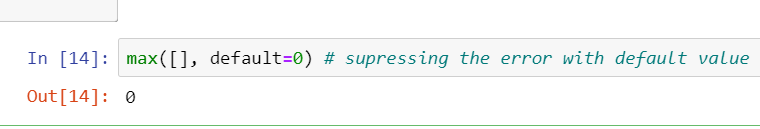 In [14]: max([], default=0) # supressing the error with default value
Out[14]: 0